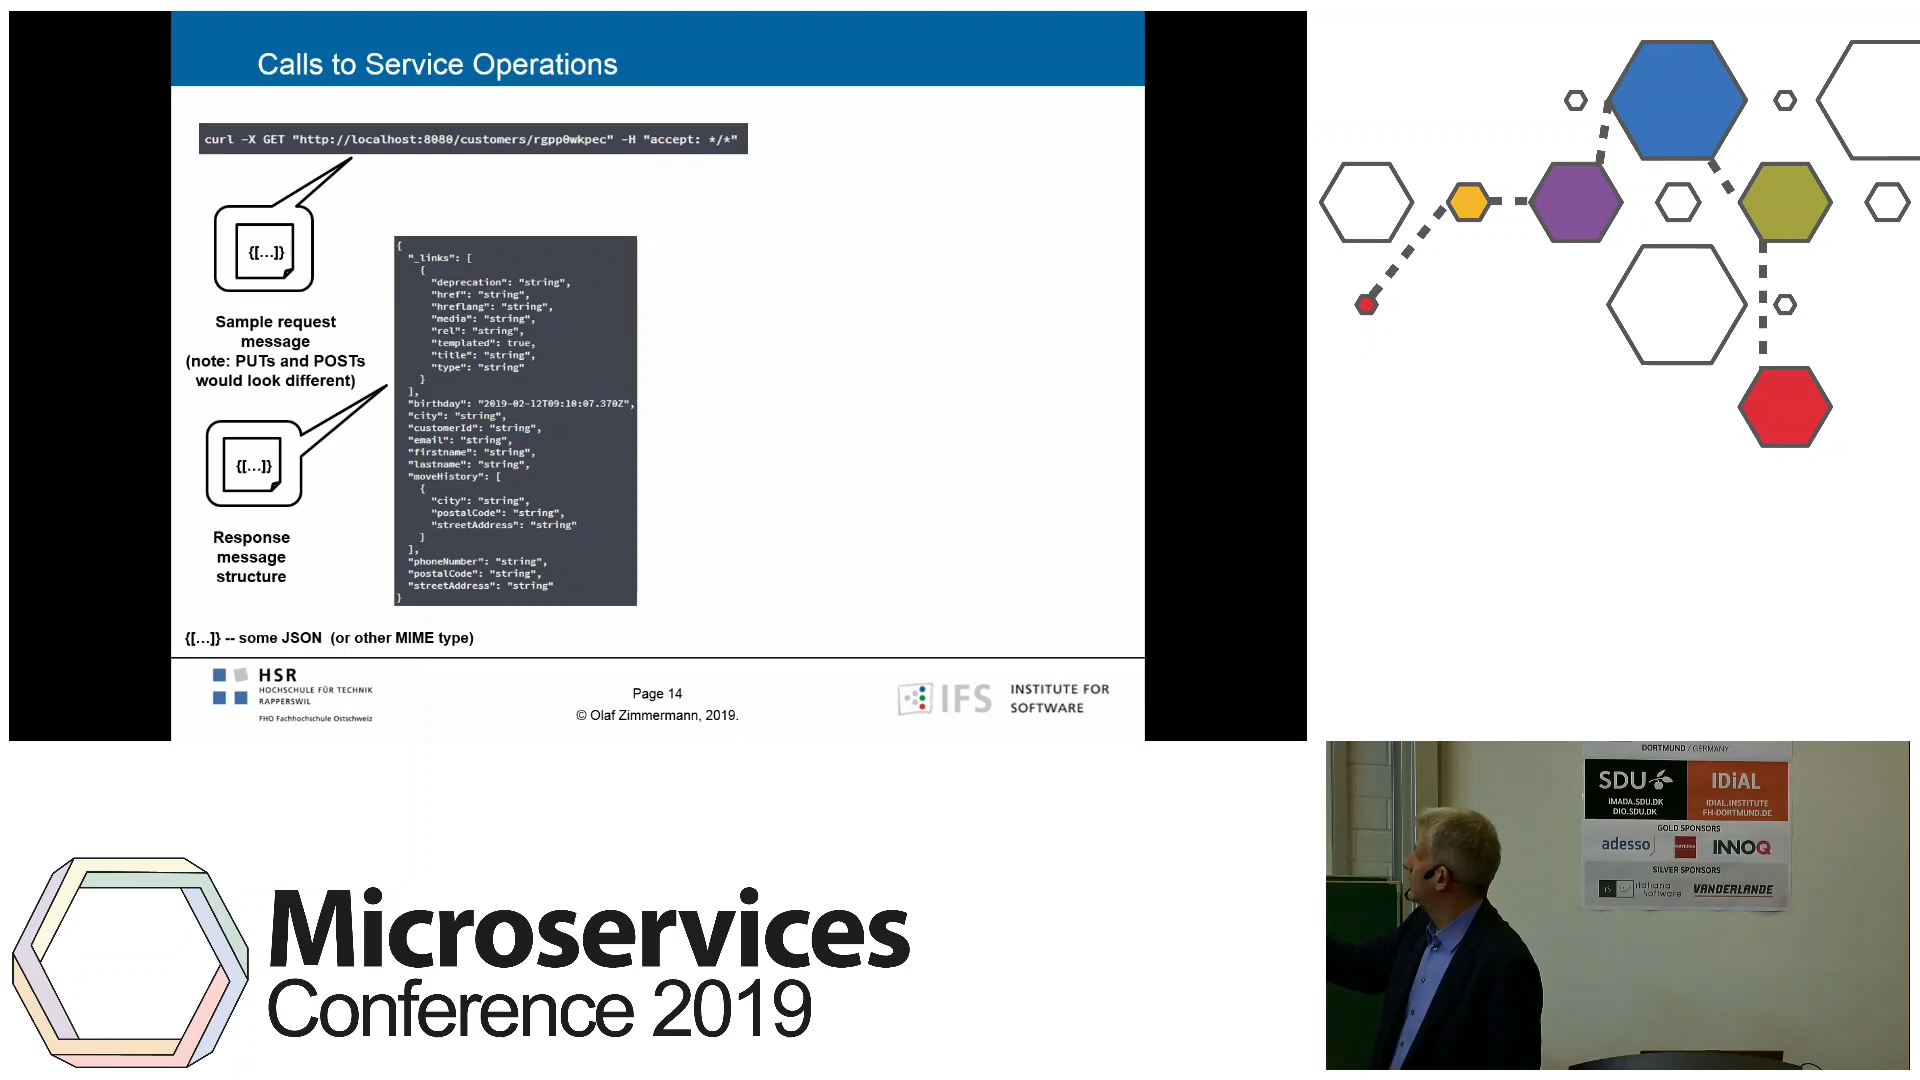 Calls to Service Operations
curl -X GET "http://localhost:8080/customers/rgpp0wkpec" -H "accept: */*"
{[...]}
Sample request
message
(note: PUTs and POSTs
would look different)
{[...]}
Response
message
structure
{
"_links": [
{
"deprecation": "string",
"href": "string",
"hreflang": "string",
"media": "string",
"rel": "string",
"templated": true,
"title": "string",
"type": "string"
}
],
"birthday": "2019-02-12T09:10:07.370Z",
"city": "string",
"customerId": "string",
"email": "string",
"firstname": "string",
"lastname": "string",
"moveHistory": [
{
"city": "string",
"postalCode": "string",
"streetAddress": "string"
}
],
"phoneNumber": "string",
"postalCode": "string",
"streetAddress": "string"
}
{[...]} -- some JSON (or other MIME type)
HSR
HOCHSCHULE FÜR TECHNIK
RAPPERSWIL
FHO Fachhochschule Ostschweiz
Page 14
© Olaf Zimmermann, 2019.
IFS
INSTITUTE FOR
SOFTWARE
DORTMUND / GERMANY
SDU
IMADA.SDU.DK
DIO.SDU.DK
IDiAL
IDIAL.INSTITUTE
FH-DORTMUND.DE
GOLD SPONSORS
adesso
INNOQ
SILVER SPONSORS
italiana
Software
VANDERLANDE
Microservices
Conference 2019